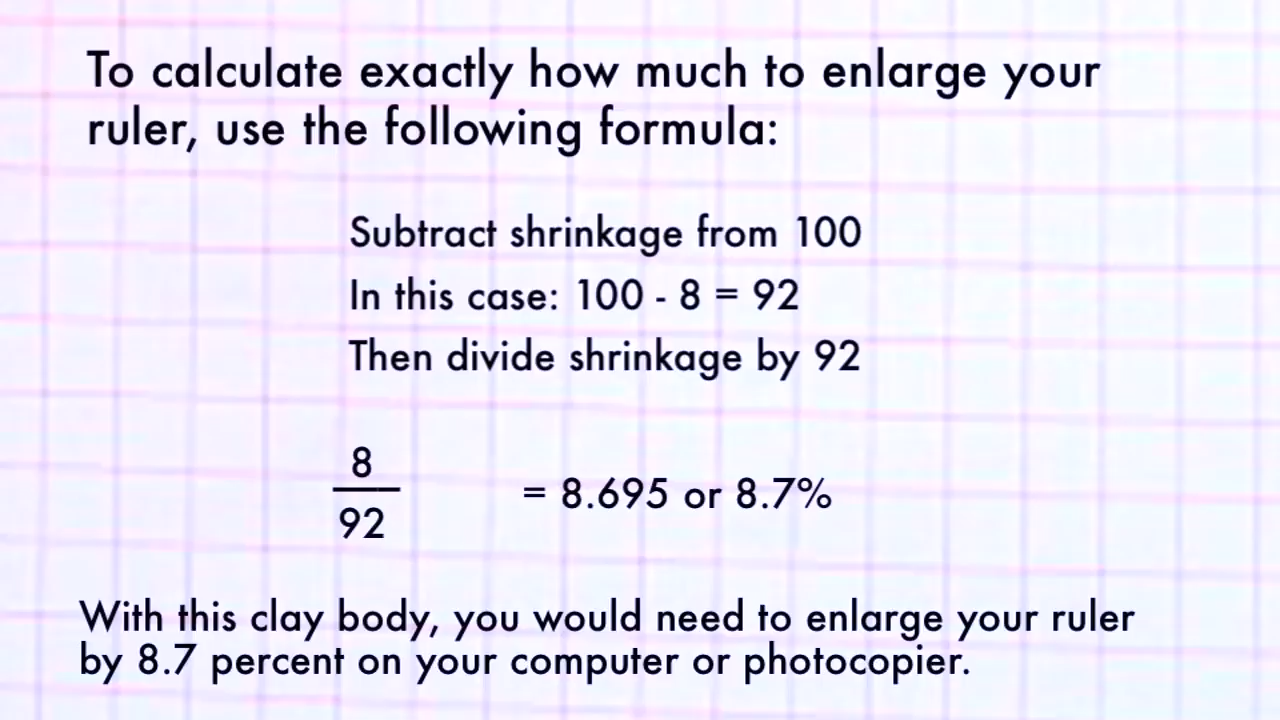 To calculate exactly how much to enlarge your
ruler, use the following formula:
Subtract shrinkage from 100
In this case: 100 - 8 = 92
Then divide shrinkage by 92
8
92
= 8.695 or 8.7%
With this clay body, you would need to enlarge your ruler
by 8.7 percent on your computer or photocopier.